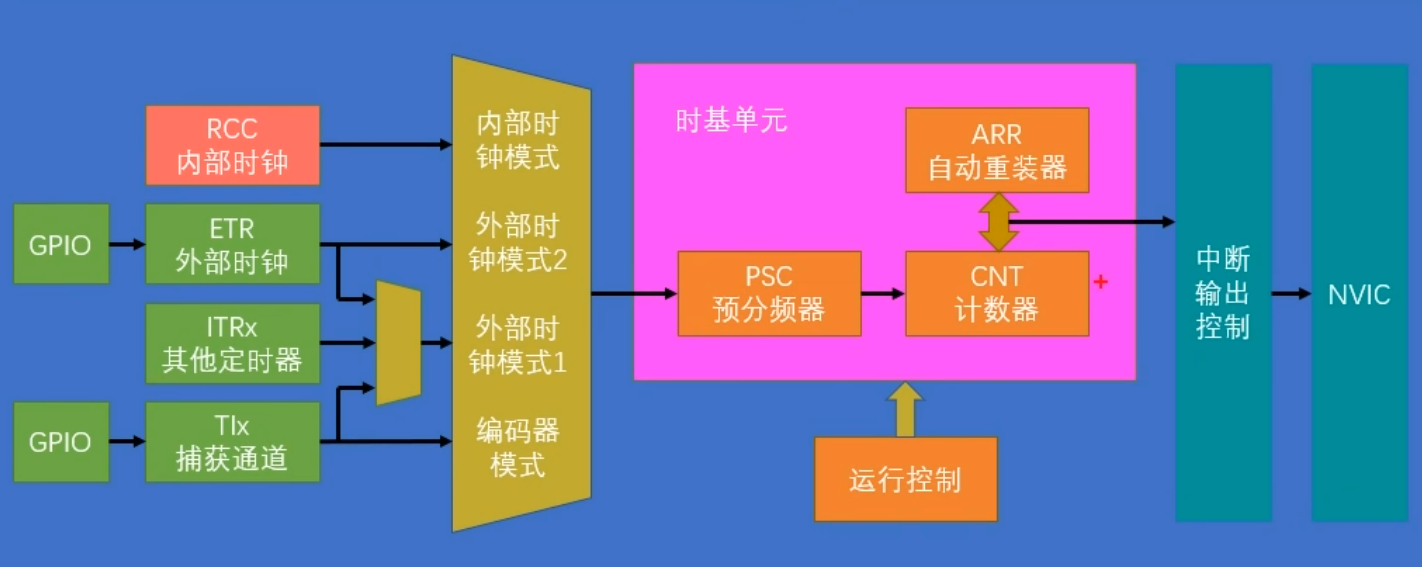 RCC
内部时钟
GPIO
ETR
外部时钟
ITRx
其他定时器
GPIO
TIx
捕获通道
内部时
钟模式
外部时
钟模式2
外部时
钟模式1
编码器
模式
时基单元
ARR
自动重装器
PSC
预分频器
CNT
计数器
运行控制
中断
输出
控制
NVIC